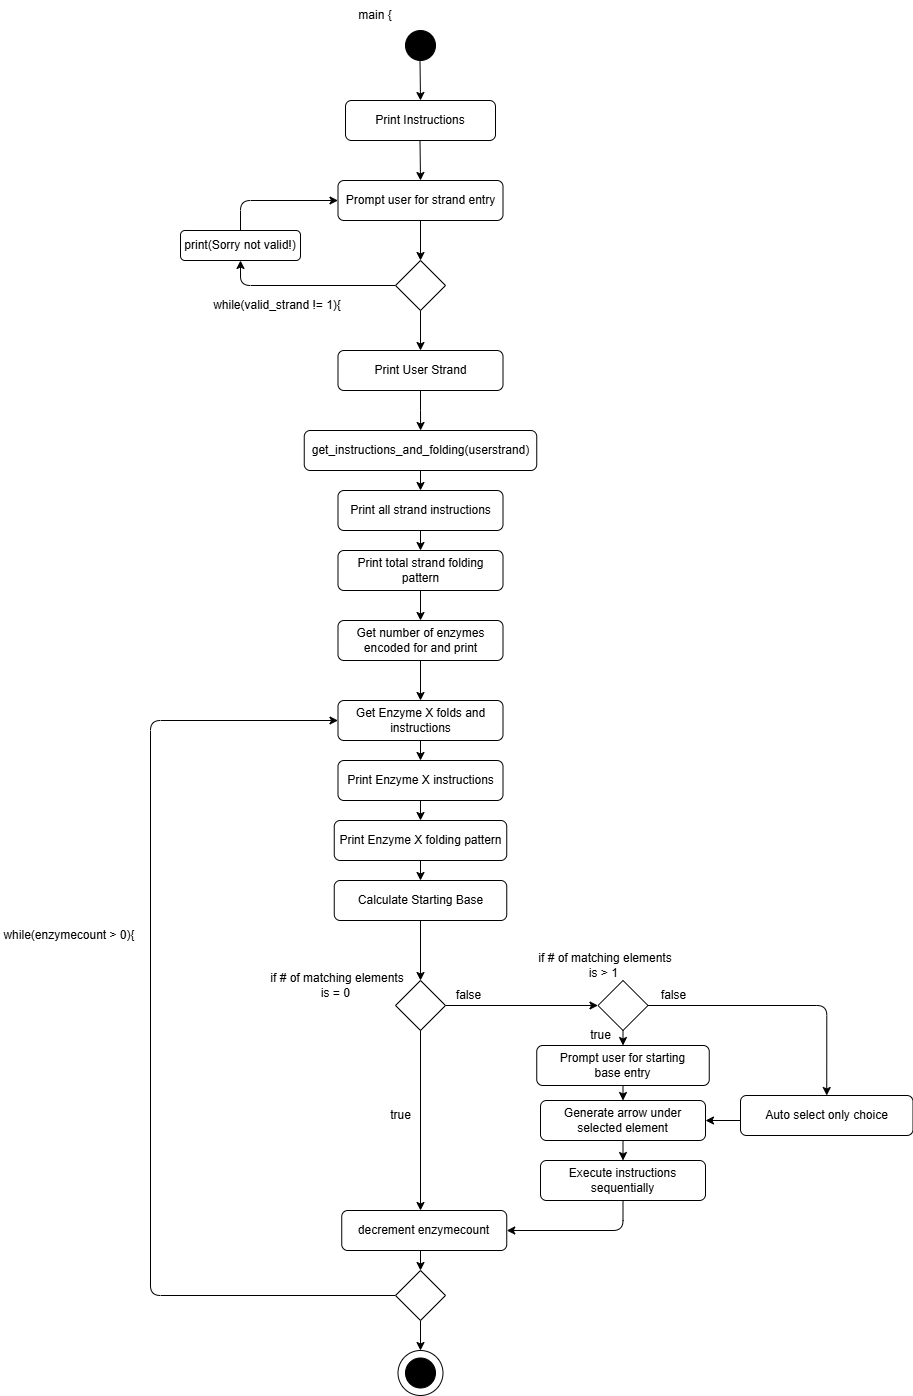 main {
Print Instructions
Prompt user for strand entry
print(Sorry not valid!)
while(valid_strand != 1){
Print User Strand
get_instructions_and_folding(userstrand)
Print all strand instructions
Print total strand folding
pattern
Get number of enzymes
encoded for and print
Get Enzyme X folds and
instructions
Print Enzyme X instructions
Print Enzyme X folding pattern
Calculate Starting Base
while(enzymecount > 0){
if # of matching elements
is = 0
false
if # of matching elements
is > 1
false
true
Prompt user for starting
base entry
Generate arrow under
selected element
Auto select only choice
true
Execute instructions
sequentially
decrement enzymecount